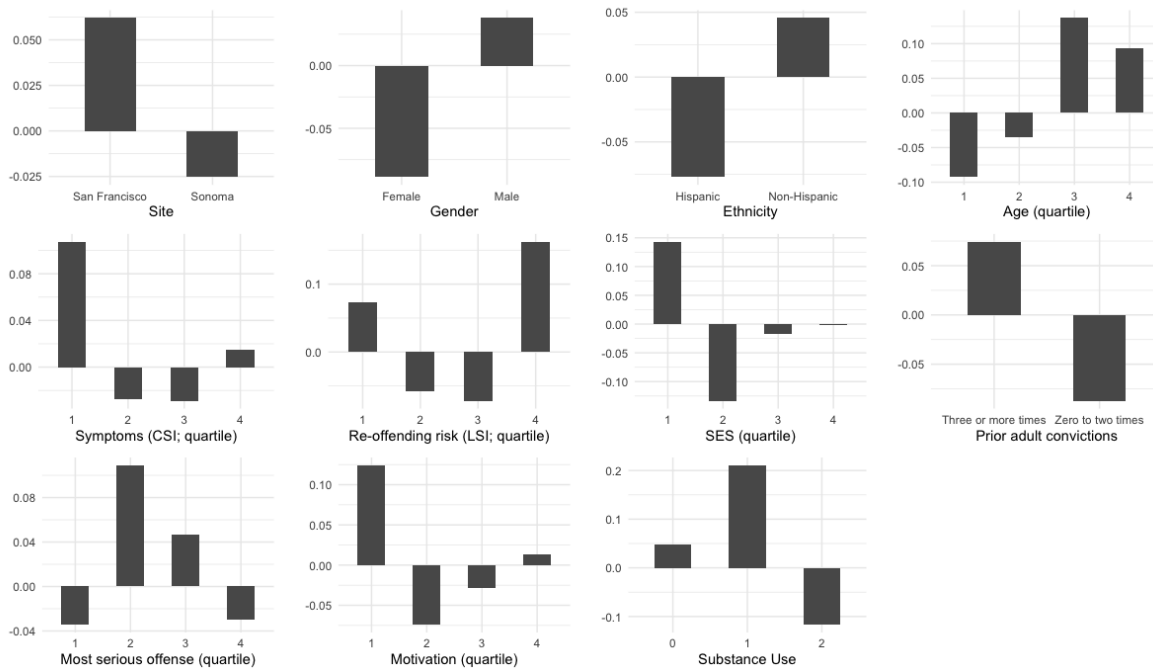 0.050
0.025
0.000
-0.025
San Francisco Sonoma
Site
0.00
-0.05
Female Male
Gender
0.05
0.00
-0.05
Hispanic Non-Hispanic
Ethnicity
0.10
0.05
0.00
-0.05
-0.10
1 2 3 4
Age (quartile)
0.08
0.04
0.00
1 2 3 4
Symptoms (CSI; quartile)
0.1
0.0
1 2 3 4
Re-offending risk (LSI; quartile)
0.15
0.10
0.05
0.00
-0.05
-0.10
1 2 3 4
SES (quartile)
0.05
0.00
-0.05
Three or more times Zero to two times
Prior adult convictions
0.08
0.04
0.00
-0.04
1 2 3 4
Most serious offense (quartile)
0.10
0.05
0.00
-0.05
1 2 3 4
Motivation (quartile)
0.2
0.1
0.0
-0.1
0 1 2
Substance Use